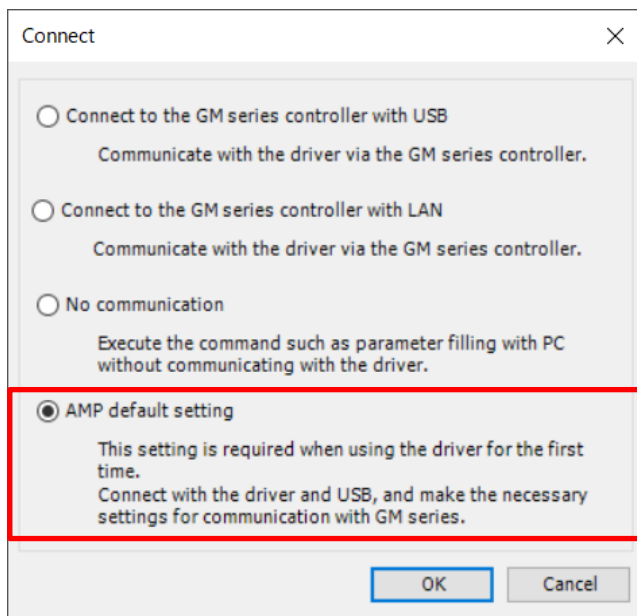 Connect
Connect to the GM series controller with USB
Communicate with the driver via the GM series controller.
Connect to the GM series controller with LAN
Communicate with the driver via the GM series controller.
No communication
Execute the command such as parameter filling with PC
without communicating with the driver.
AMP default setting
This setting is required when using the driver for the first
time.
Connect with the driver and USB, and make the necessary
settings for communication with GM series.
OK Cancel